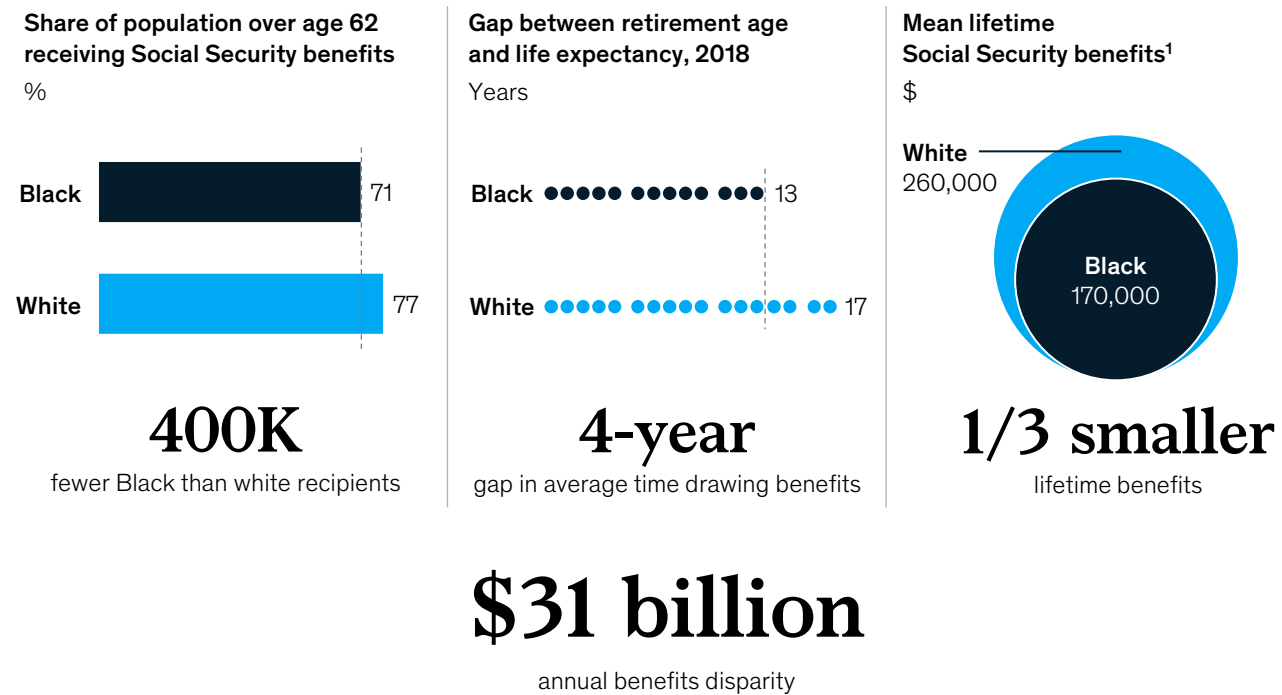 Share of population over age 62
receiving Social Security benefits
%
Black
71
White
77
400K
fewer Black than white recipients
Gap between retirement age
and life expectancy, 2018
Years
Black
13
White
17
4-year
gap in average time drawing benefits
Mean lifetime
Social Security benefits¹
$
White
260,000
Black
170,000
1/3 smaller
lifetime benefits
$31 billion
annual benefits disparity